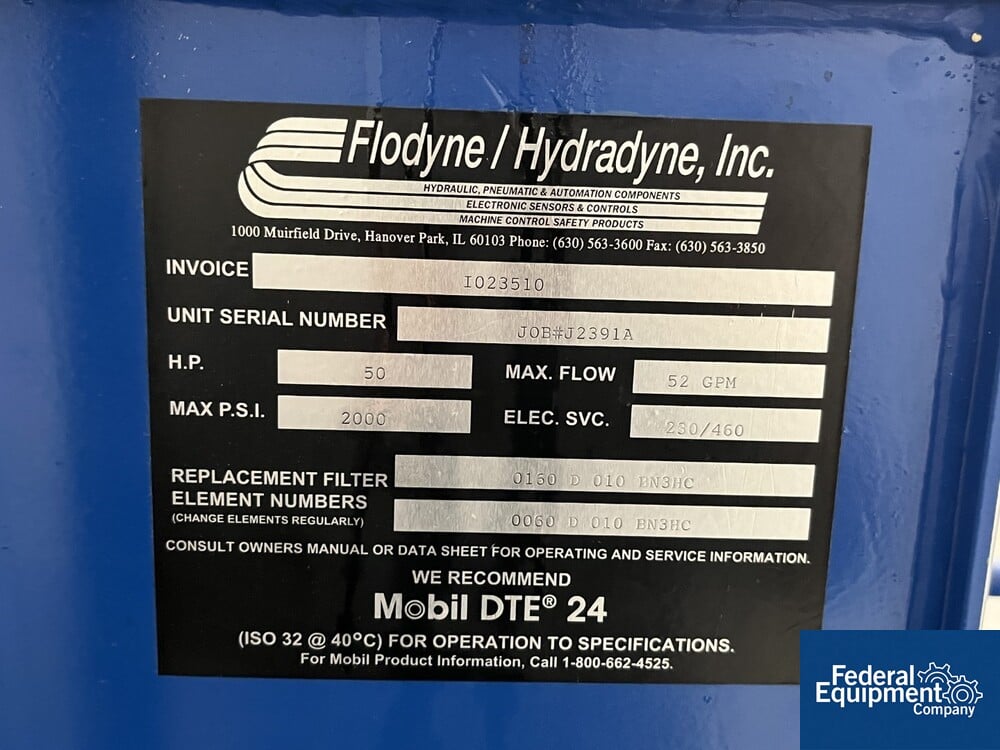 Flodyne / Hydradyne, Inc.
HYDRAULIC, PNEUMATIC & AUTOMATION COMPONENTS
ELECTRONIC SENSORS & CONTROLS
MACHINE CONTROL SAFETY PRODUCTS
1000 Muirfield Drive, Hanover Park, IL 60103 Phone: (630) 563-3600 Fax: (630) 563-3850
INVOICE I023510
UNIT SERIAL NUMBER JOB#J2391A
H.P. 50 MAX. FLOW 52 GPM
MAX P.S.I. 2000 ELEC. SVC. 230/460
REPLACEMENT FILTER 0160 D 010 BN3HC
ELEMENT NUMBERS
(CHANGE ELEMENTS REGULARLY) 0060 D 010 BN3HC
CONSULT OWNERS MANUAL OR DATA SHEET FOR OPERATING AND SERVICE INFORMATION.
WE RECOMMEND
Mobil DTE® 24
(ISO 32 @ 40°C) FOR OPERATION TO SPECIFICATIONS.
For Mobil Product Information, Call 1-800-662-4525.
Federal
Equipment
Company